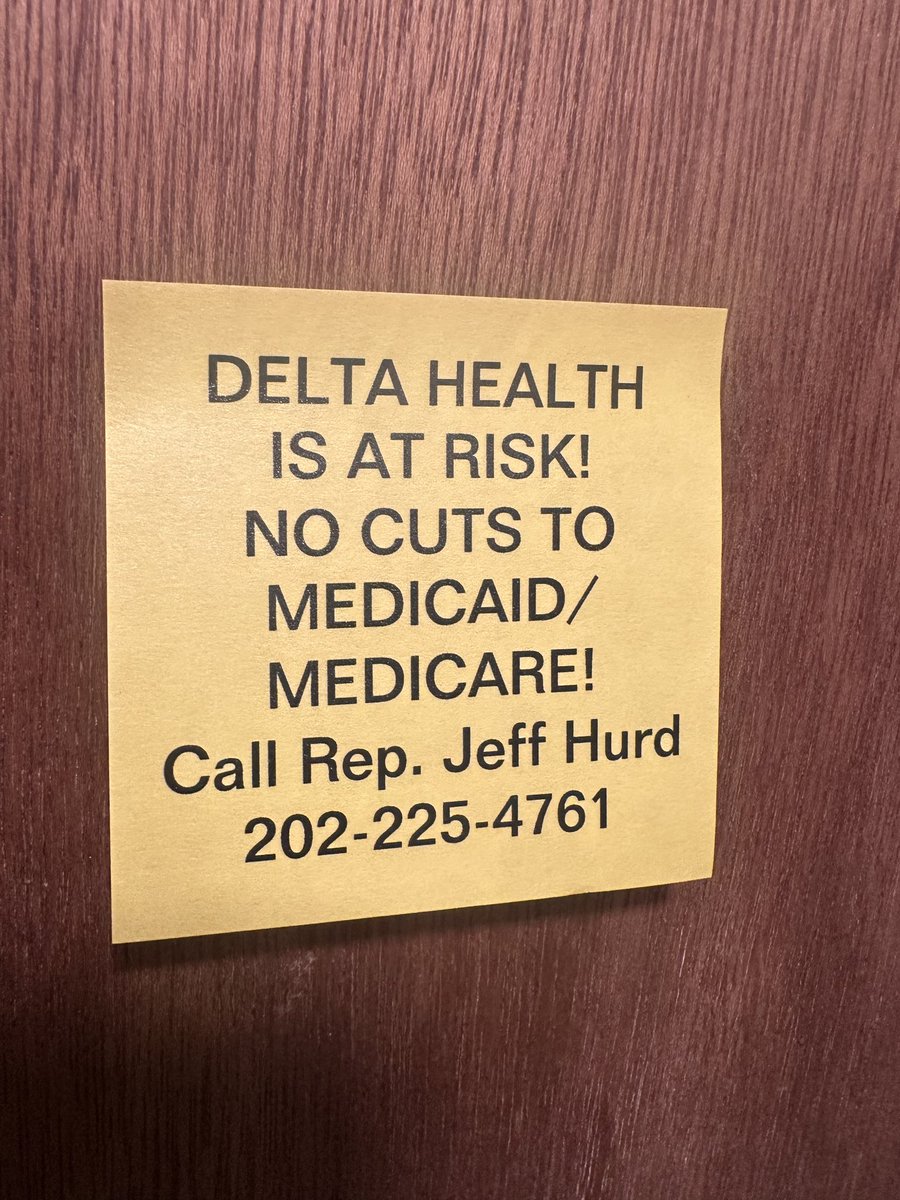 DELTA HEALTH
IS AT RISK!
NO CUTS TO
MEDICAID/
MEDICARE!
Call Rep. Jeff Hurd
202-225-4761